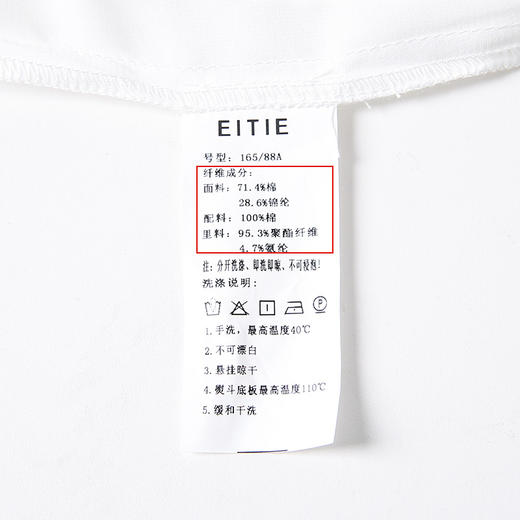 EITIE
号型: 165/88A
纤维成分:
面料: 71.4%棉
28.6%锦纶
配料: 100%棉
里料: 95.3%聚酯纤维
4.7%氨纶
注: 分开洗涤、即洗即晾、不可浸泡!
洗涤说明:
P
1.手洗,最高温度40℃
2.不可漂白
3.悬挂晾干
4.熨斗底板最高温度110℃
5.缓和干洗